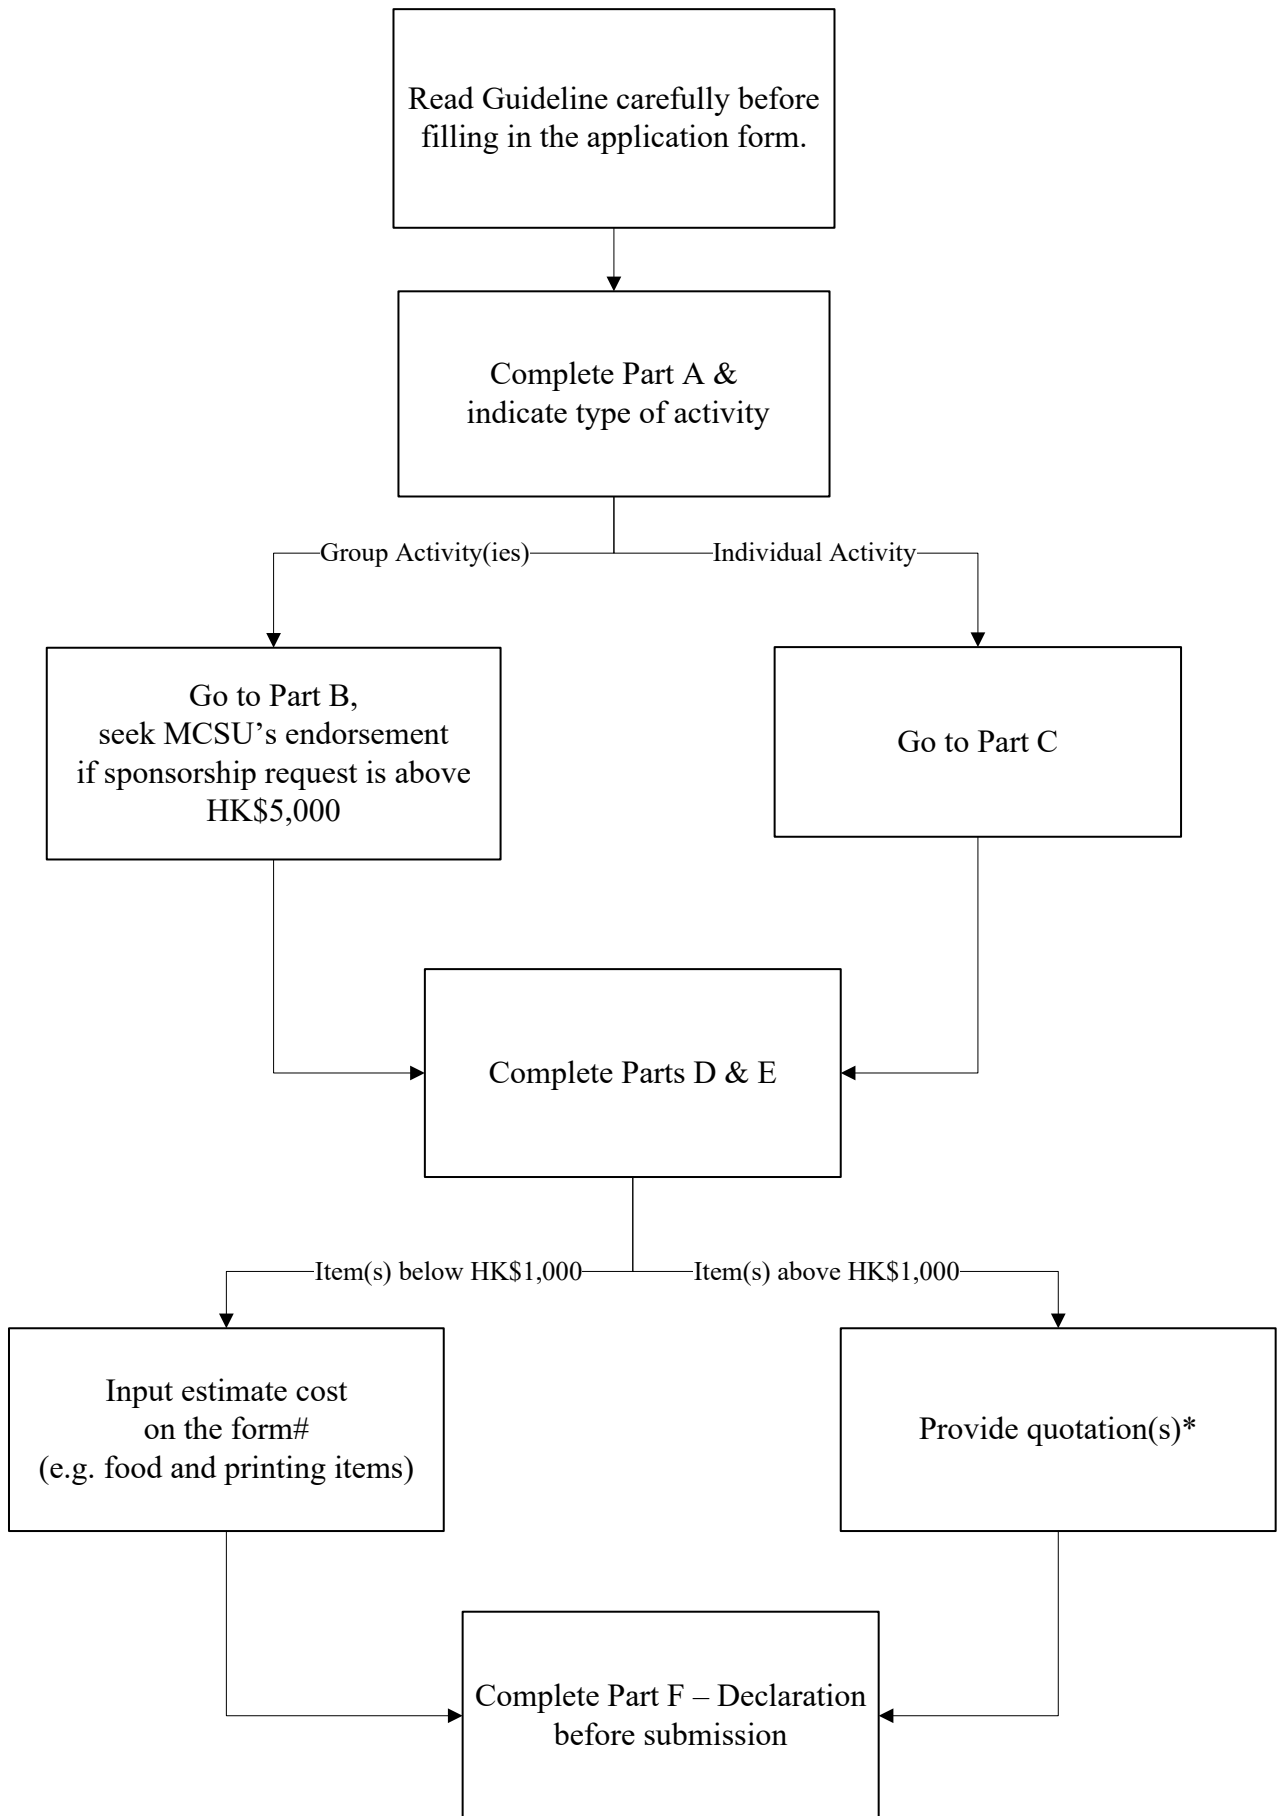 Read Guideline carefully before
filling in the application form.
Complete Part A &
indicate type of activity
Group Activity(ies)
Individual Activity
Go to Part B,
seek MCSU’s endorsement
if sponsorship request is above
HK$5,000
Go to Part C
Complete Parts D & E
Item(s) below HK$1,000
Item(s) above HK$1,000
Input estimate cost
on the form#
(e.g. food and printing items)
Provide quotation(s)*
Complete Part F – Declaration
before submission